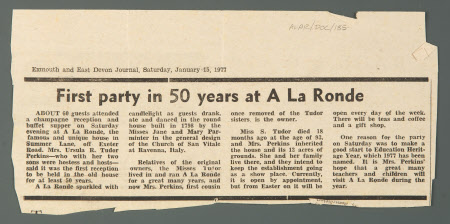 ALAR/DOC/155
Exmouth and East Devon Journal, Saturday, January 15, 1977
First party in 50 years at A La Ronde
ABOUT 60 guests attended
a champagne reception and
buffet supper on Saturday
evening at A La Ronde, the
famous and unique house in
Summer Lane, off Exeter
Road. Mrs. Ursula R. Tudor
Perkins—who with her two
sons were hostess and hosts—
said it was the first reception
to be held in the old house
for at least 50 years.
A La Ronde sparkled with
candlelight as guests drank,
ate and danced in the round
house built in 1798 by the
Misses Jane and Mary Par-
minter in the general design
of the Church of San Vitale
at Ravenna, Italy.
Relatives of the original
owners, the Misses Tudor
lived in and ran A La Ronde
for a great many years, and
now Mrs. Perkins, first cousin
once removed of the Tudor
sisters, is the owner.
Miss S. Tudor died 18
months ago at the age of 92,
and Mrs. Perkins inherited
the house and its 12 acres of
grounds. She and her family
live there, and they intend to
keep the establishment going
as a show place. Currently,
it is open by appointment,
but from Easter on it will be
open every day of the week.
There will be teas and coffee
and a gift shop.
One reason for the party
on Saturday was to make a
good start to Education Herit-
age Year, which 1977 has been
named. It is Mrs. Perkins'
hope that a great many
teachers and children will
visit A La Ronde during the
year.